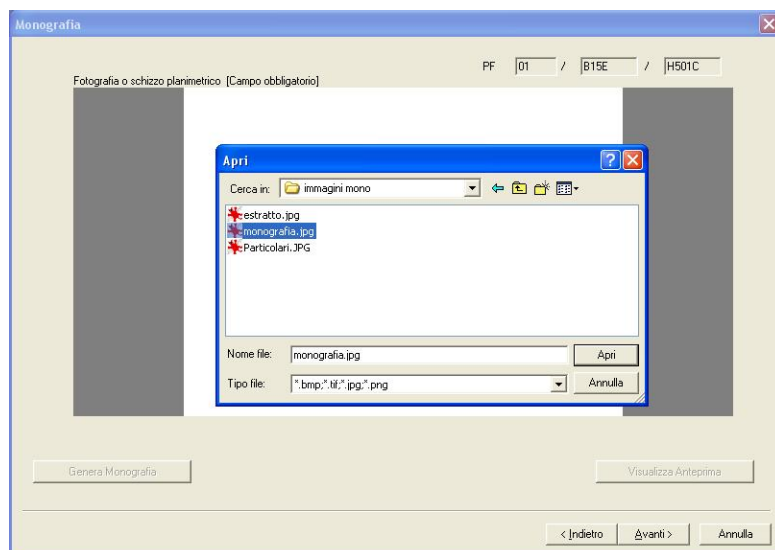 Monografia
PF 01 / B15E / H501C
Fotografia o schizzo planimetrico [Campo obbligatorio]
Apri
Cerca in: immagini mono
estratto.jpg
monografia.jpg
Particolari.JPG
Nome file: monografia.jpg Apri
Tipo file: *.bmp;*.tif;*.jpg;*.png Annulla
Genera Monografia Visualizza Anteprima
< Indietro Avanti > Annulla